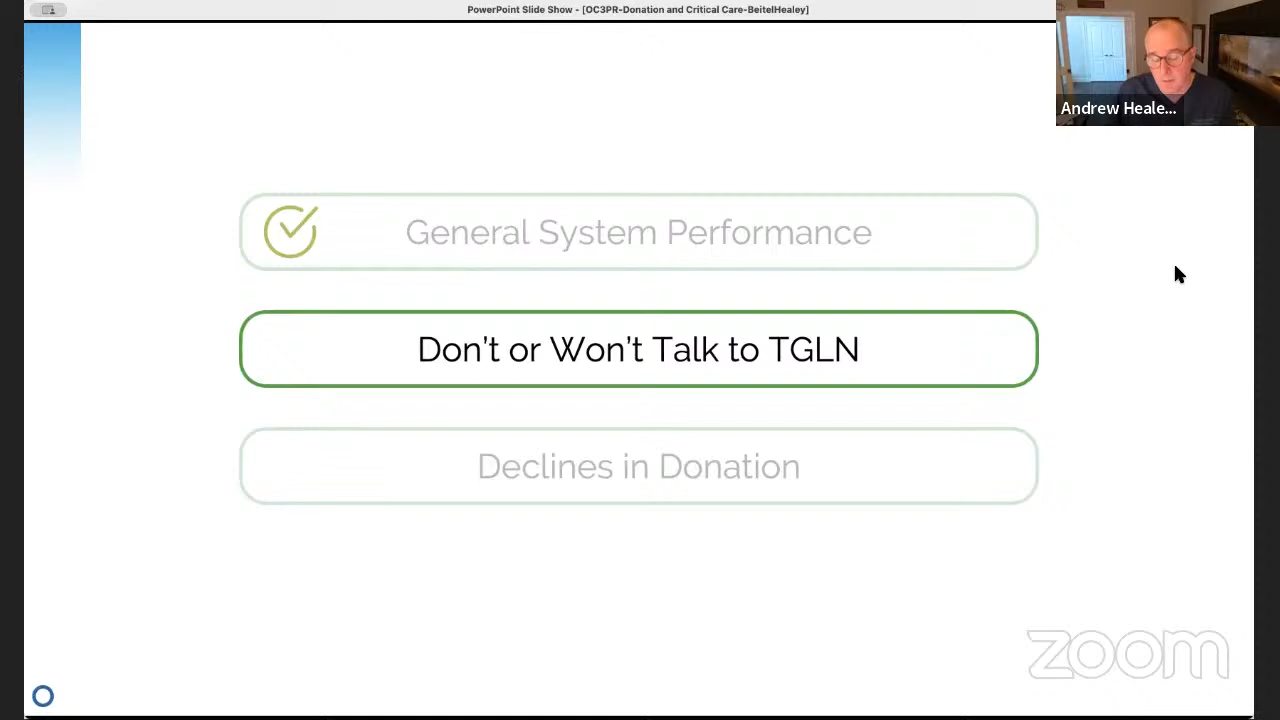 PowerPoint Slide Show - [OC3PR-Donation and Critical Care-BeitelHealey]
Andrew Heale...
General System Performance
Don't or Won't Talk to TGLN
Declines in Donation
zoom